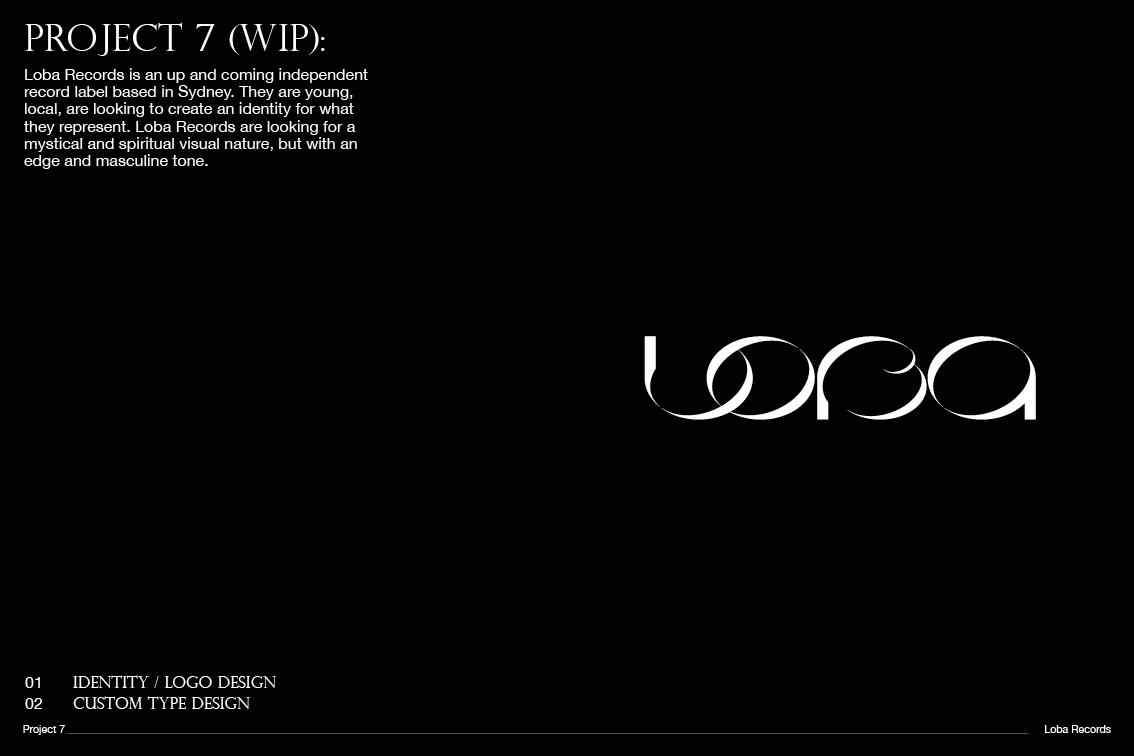 PROJECT 7 (WIP):
Loba Records is an up and coming independent
record label based in Sydney. They are young,
local, are looking to create an identity for what
they represent. Loba Records are looking for a
mystical and spiritual visual nature, but with an
edge and masculine tone.
LOBA
01 IDENTITY / LOGO DESIGN
02 CUSTOM TYPE DESIGN
Project 7
Loba Records